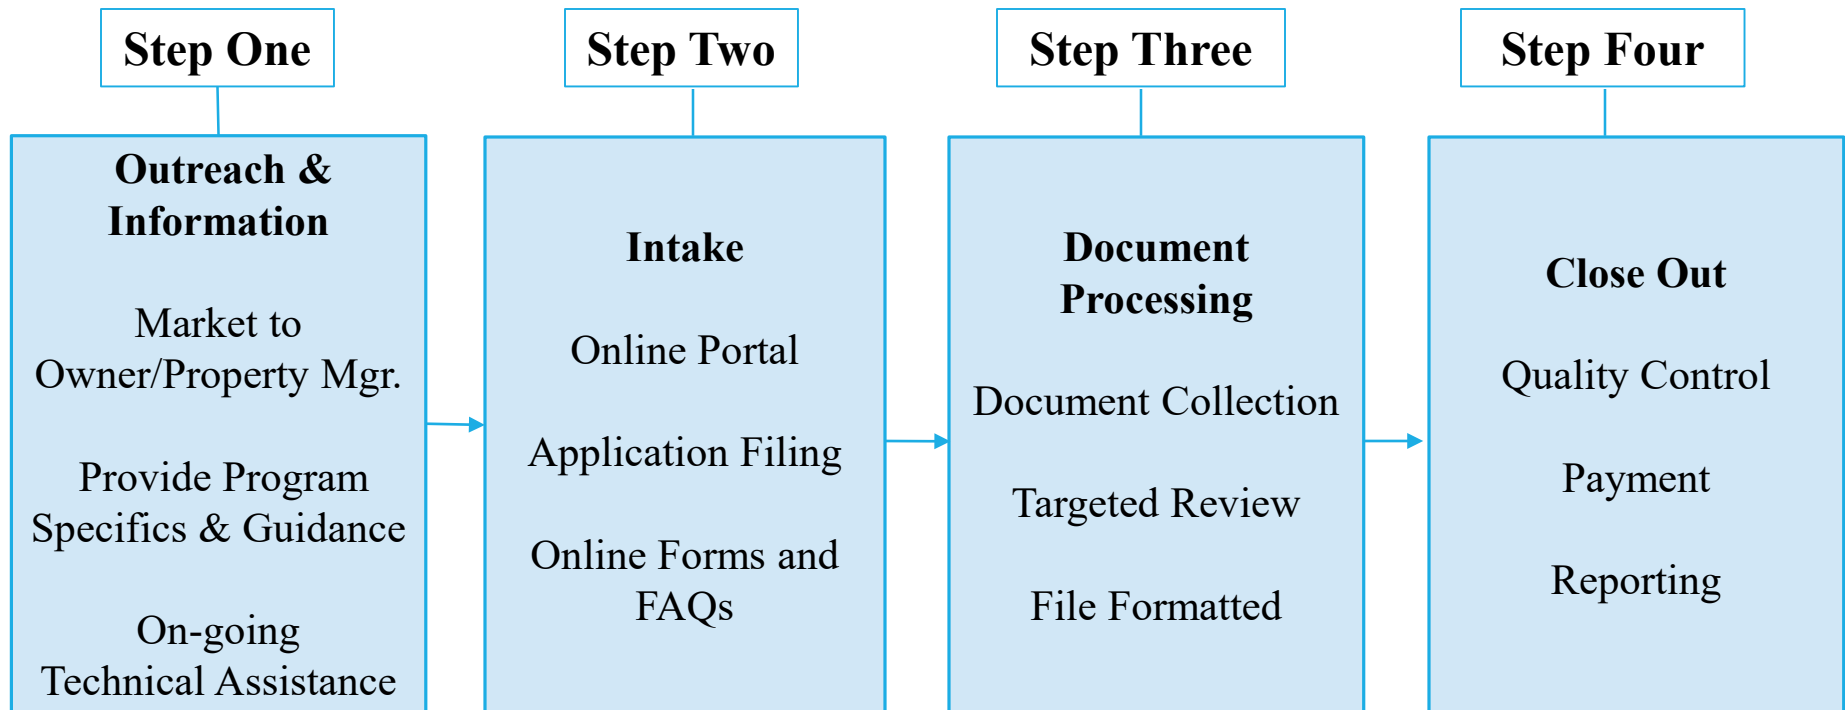 Step One
Outreach &
Information
Market to
Owner/Property Mgr.
Provide Program
Specifics & Guidance
On-going
Technical Assistance
Step Two
Intake
Online Portal
Application Filing
Online Forms and
FAQs
Step Three
Document
Processing
Document Collection
Targeted Review
File Formatted
Step Four
Close Out
Quality Control
Payment
Reporting